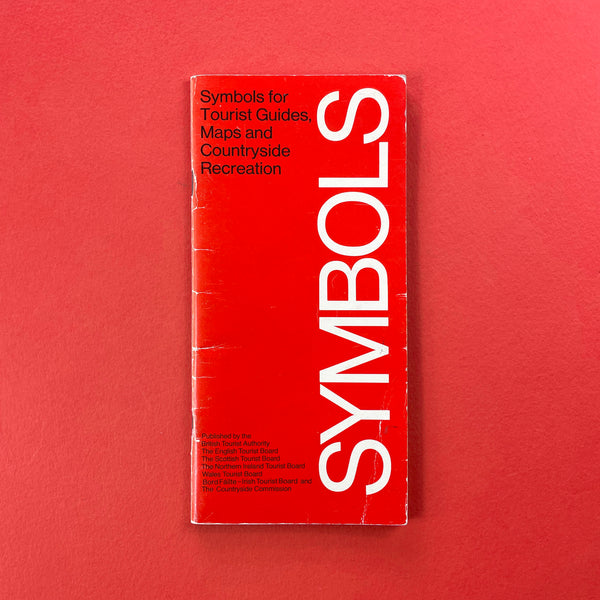 Symbols for
Tourist Guides,
Maps and
Countryside
Recreation
SYMBOLS
Published by the
British Tourist Authority
The English Tourist Board
The Scottish Tourist Board
The Northern Ireland Tourist Board
Wales Tourist Board
Bord Fáilte - Irish Tourist Board and
The Countryside Commission